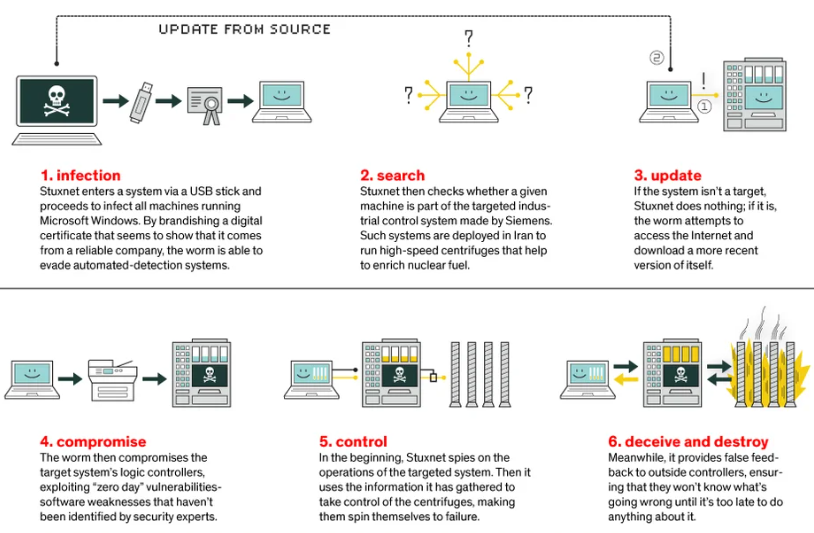 UPDATE FROM SOURCE
?
?
?
2
!
1
1. infection
Stuxnet enters a system via a USB stick and
proceeds to infect all machines running
Microsoft Windows. By brandishing a digital
certificate that seems to show that it comes
from a reliable company, the worm is able to
evade automated-detection systems.
2. search
Stuxnet then checks whether a given
machine is part of the targeted indus-
trial control system made by Siemens.
Such systems are deployed in Iran to
run high-speed centrifuges that help
to enrich nuclear fuel.
3. update
If the system isn’t a target,
Stuxnet does nothing; if it is,
the worm attempts to
access the Internet and
download a more recent
version of itself.
4. compromise
The worm then compromises the
target system’s logic controllers,
exploiting “zero day” vulnerabilities-
software weaknesses that haven’t
been identified by security experts.
5. control
In the beginning, Stuxnet spies on the
operations of the targeted system. Then it
uses the information it has gathered to
take control of the centrifuges, making
them spin themselves to failure.
6. deceive and destroy
Meanwhile, it provides false feed-
back to outside controllers, ensur-
ing that they won’t know what’s
going wrong until it’s too late to do
anything about it.